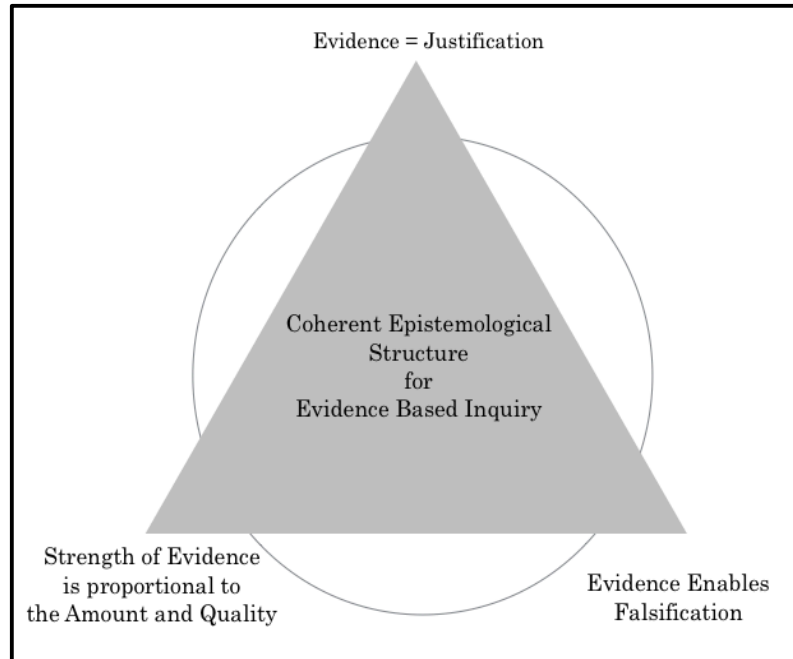 Evidence = Justification
Coherent Epistemological
Structure
for
Evidence Based Inquiry
Strength of Evidence
is proportional to
the Amount and Quality
Evidence Enables
Falsification